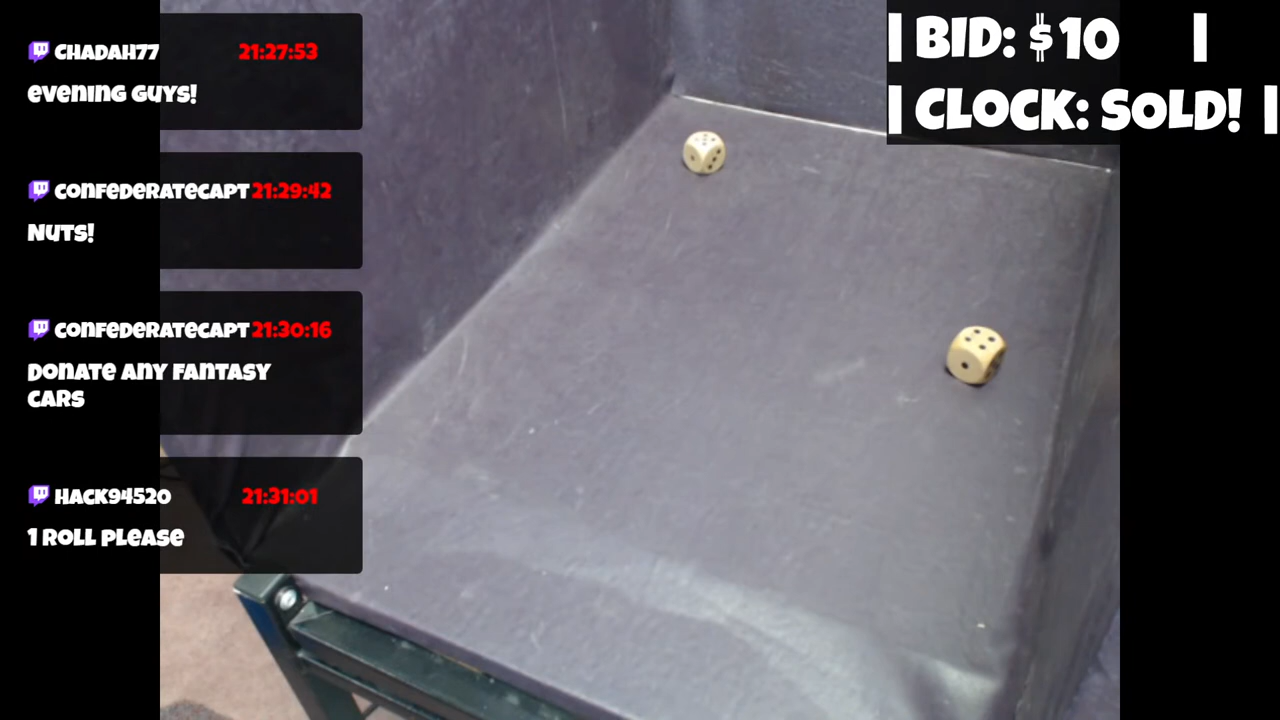 CHADAH77 21:27:53
evening guys!
CONFEDERATECAPT 21:29:42
Nuts!
CONFEDERATECAPT 21:30:16
Donate any fantasy
cars
HACK94520 21:31:01
1 roll please
| BID: $10 |
| CLOCK: SOLD! |